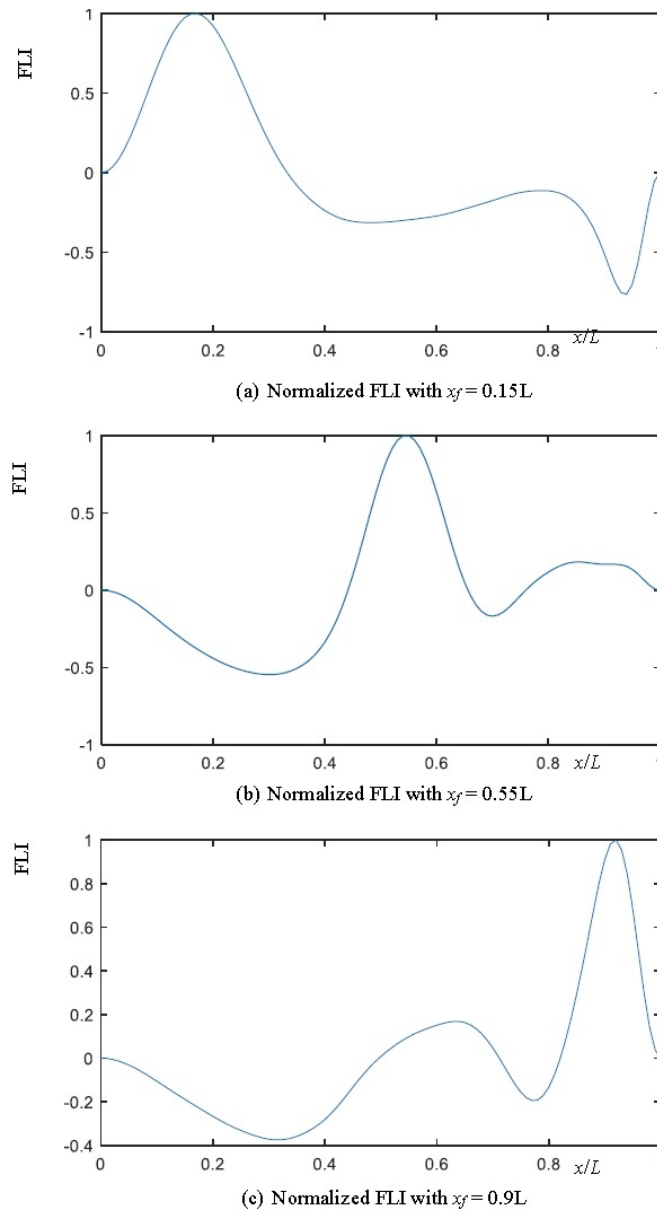 FLI
1
0.5
0
-0.5
-1
0 0.2 0.4 0.6 0.8 x/L
(a) Normalized FLI with xf = 0.15L
FLI
1
0.5
0
-0.5
-1
0 0.2 0.4 0.6 0.8 x/L
(b) Normalized FLI with xf = 0.55L
FLI
1
0.8
0.6
0.4
0.2
0
-0.2
-0.4
0 0.2 0.4 0.6 0.8 x/L
(c) Normalized FLI with xf = 0.9L